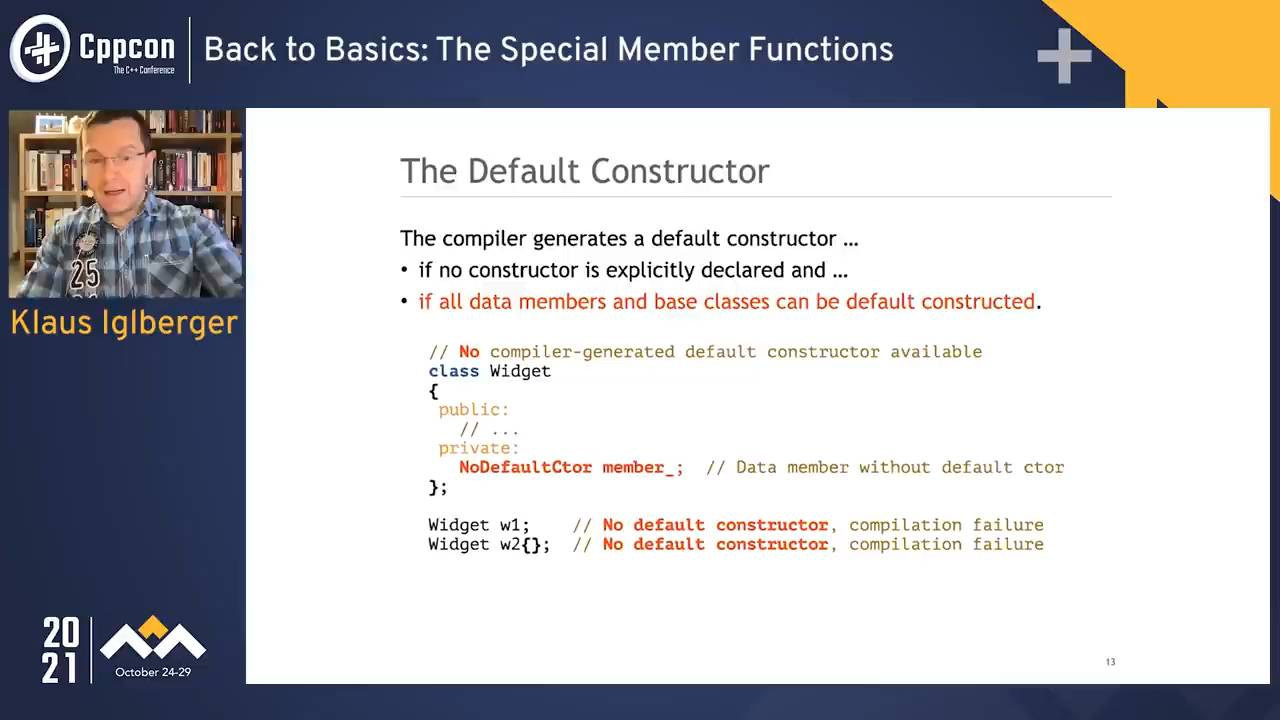 Cppcon
The C++ Conference
Back to Basics: The Special Member Functions
25
Klaus Iglberger
The Default Constructor
The compiler generates a default constructor …
• if no constructor is explicitly declared and …
• if all data members and base classes can be default constructed.
// No compiler-generated default constructor available
class Widget
{
public:
// ...
private:
NoDefaultCtor member_; // Data member without default ctor
};
Widget w1; // No default constructor, compilation failure
Widget w2{}; // No default constructor, compilation failure
20
21
October 24-29
13